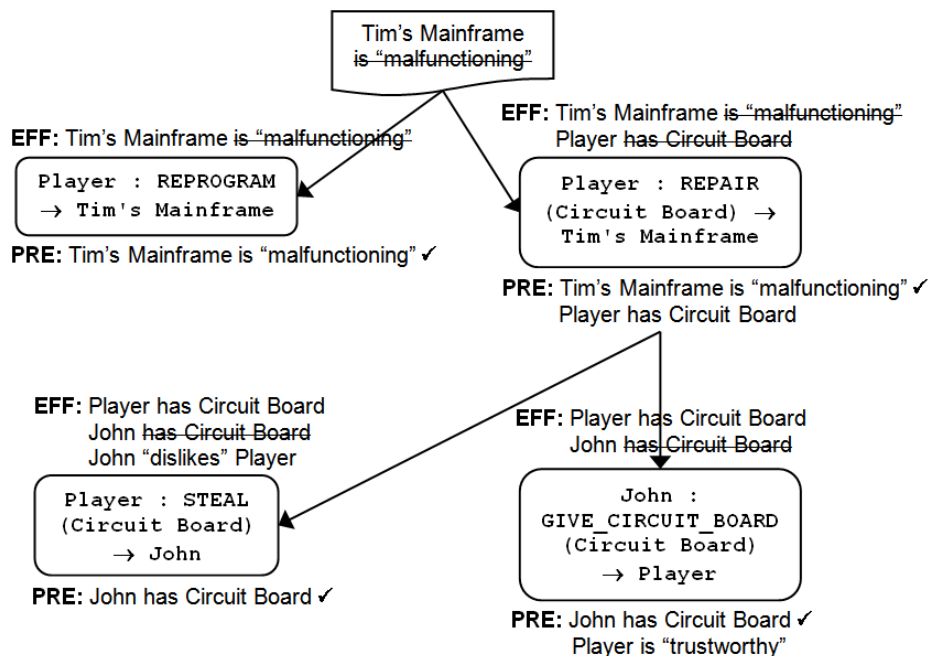 Tim’s Mainframe
is “malfunctioning”
EFF: Tim’s Mainframe is “malfunctioning”
Player : REPROGRAM
→ Tim's Mainframe
PRE: Tim’s Mainframe is “malfunctioning” ✓
EFF: Tim’s Mainframe is “malfunctioning”
Player has Circuit Board
Player : REPAIR
(Circuit Board) →
Tim's Mainframe
PRE: Tim’s Mainframe is “malfunctioning” ✓
Player has Circuit Board
EFF: Player has Circuit Board
John has Circuit Board
John “dislikes” Player
Player : STEAL
(Circuit Board)
→ John
PRE: John has Circuit Board ✓
EFF: Player has Circuit Board
John has Circuit Board
John :
GIVE_CIRCUIT_BOARD
(Circuit Board)
→ Player
PRE: John has Circuit Board ✓
Player is “trustworthy”